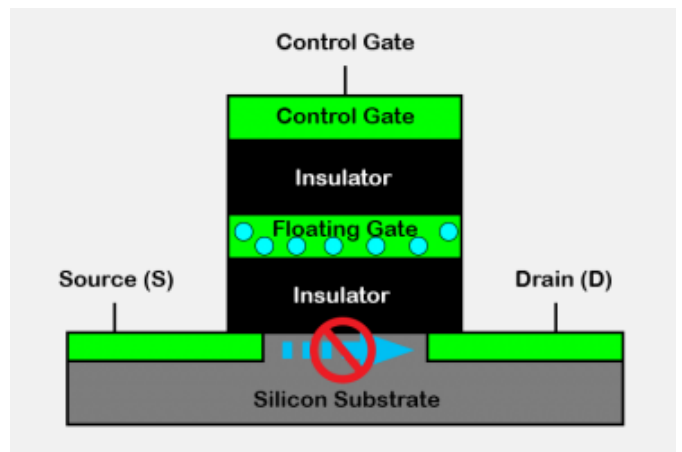 Control Gate
Control Gate
Insulator
Floating Gate
Source (S)
Insulator
Drain (D)
Silicon Substrate